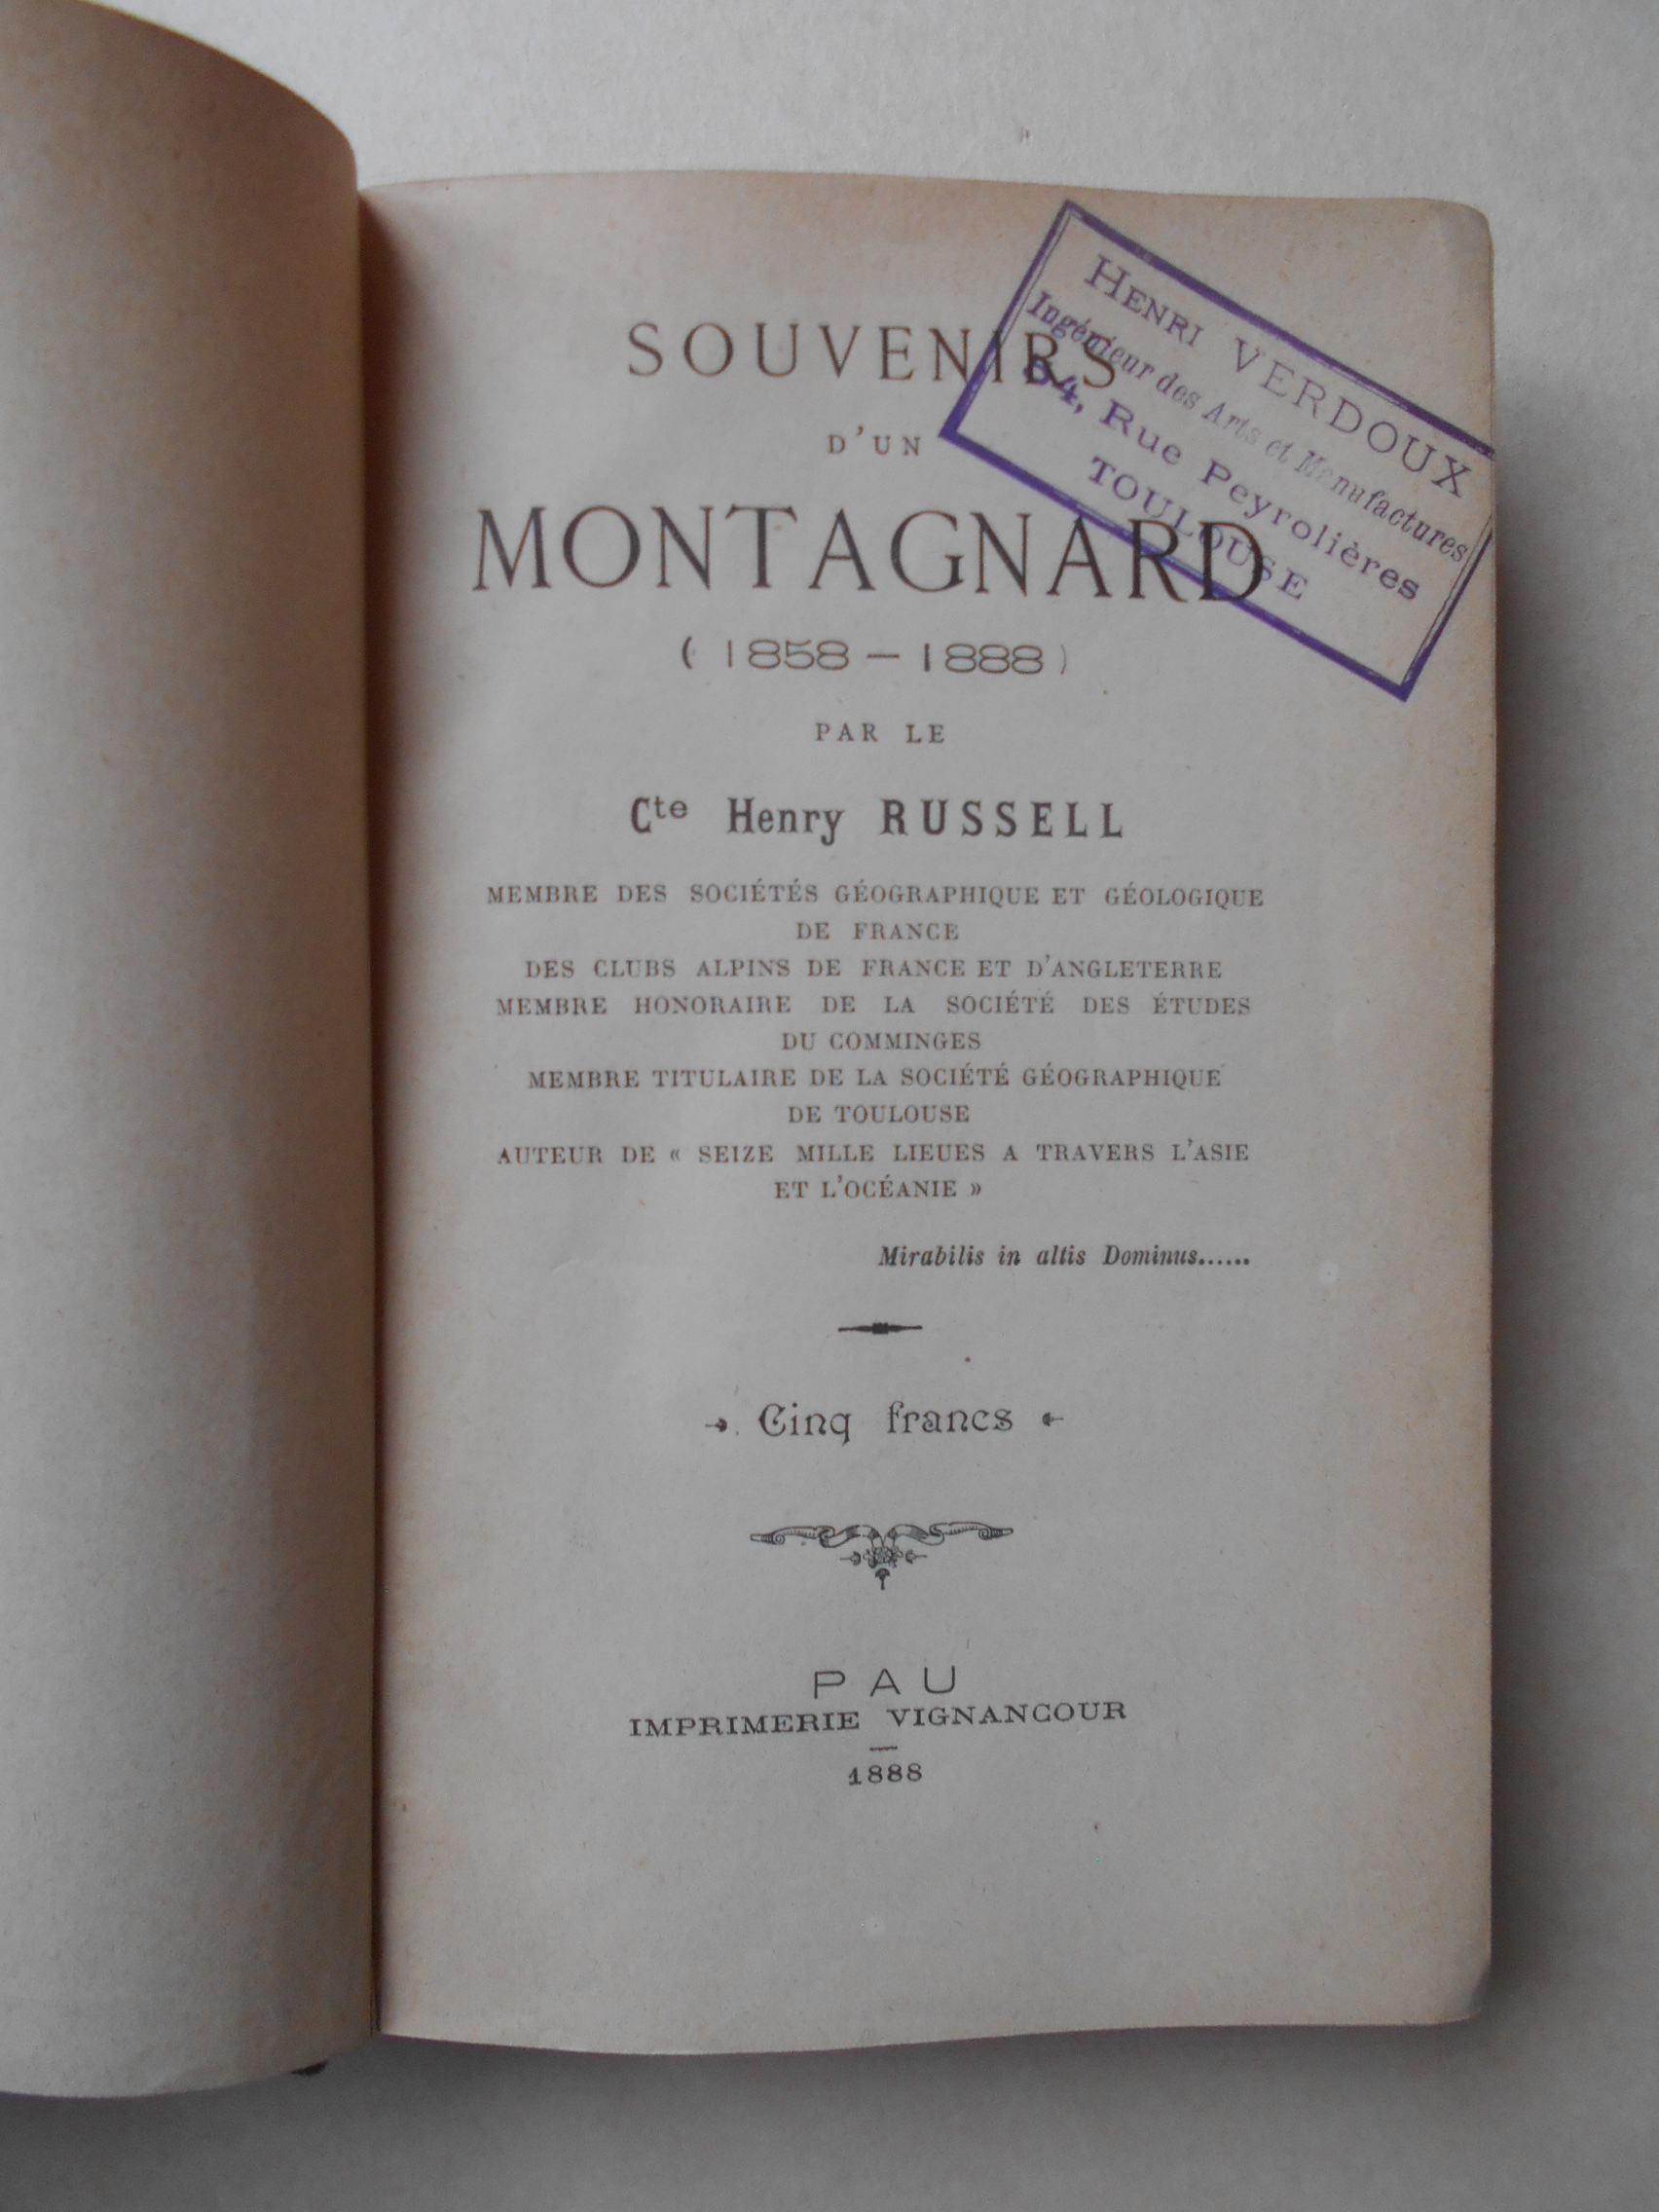 HENRI VERDOUX
Ingénieur des Arts et Manufactures
Rue Peyrolières
TOULOUSE
SOUVENIRS
D'UN
MONTAGNARD
(1858 — 1888)
PAR LE
Cte Henry RUSSELL
MEMBRE DES SOCIÉTÉS GÉOGRAPHIQUE ET GÉOLOGIQUE
DE FRANCE
DES CLUBS ALPINS DE FRANCE ET D'ANGLETERRE
MEMBRE HONORAIRE DE LA SOCIÉTÉ DES ÉTUDES
DU COMMINGES
MEMBRE TITULAIRE DE LA SOCIÉTÉ GÉOGRAPHIQUE
DE TOULOUSE
AUTEUR DE « SEIZE MILLE LIEUES A TRAVERS L'ASIE
ET L'OCÉANIE »
Mirabilis in altis Dominus......
Cinq francs
PAU
IMPRIMERIE VIGNANCOUR
1888